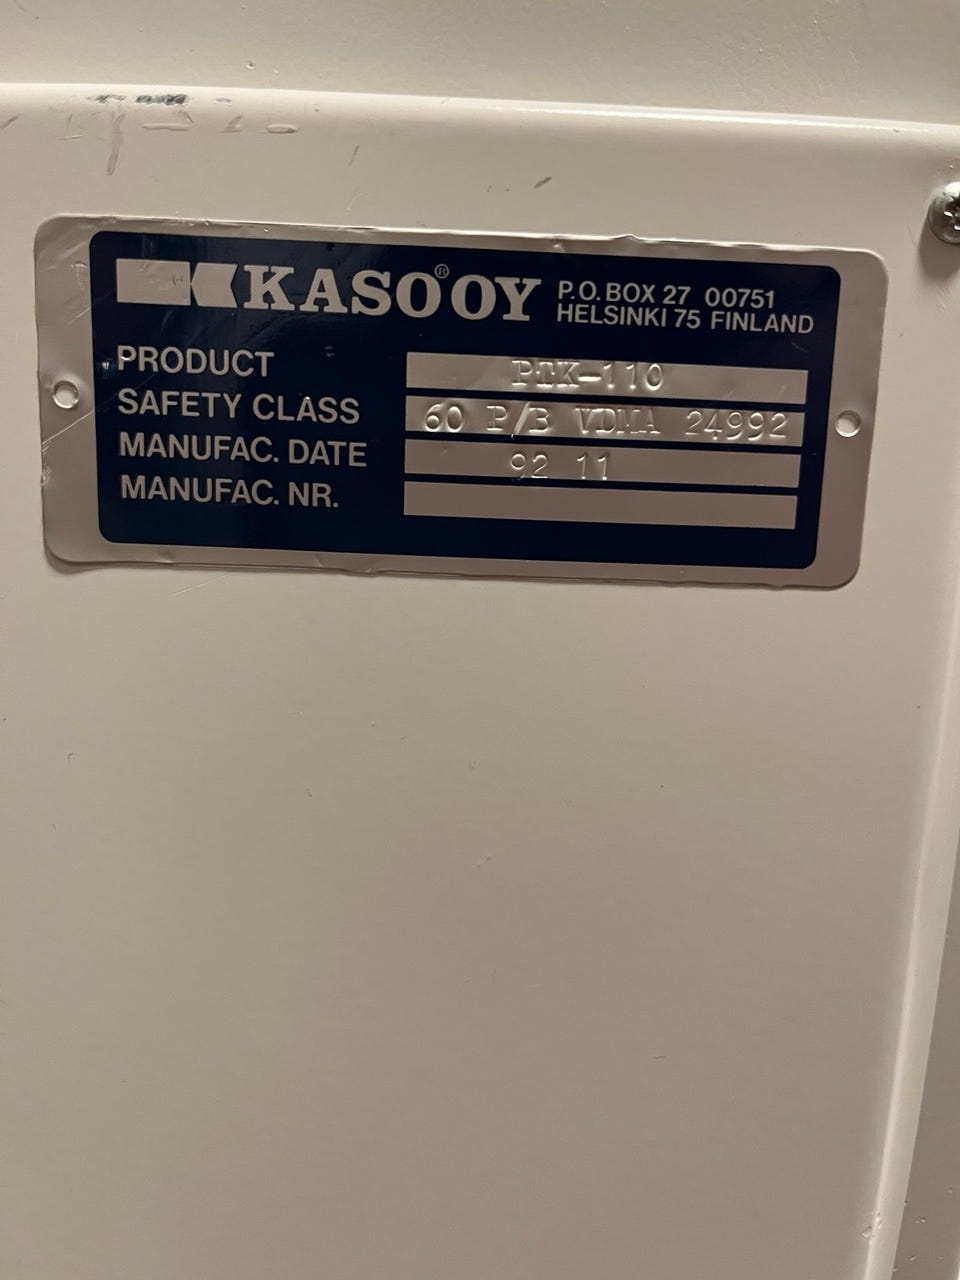 KASO® OY P.O. BOX 27 00751
HELSINKI 75 FINLAND
PRODUCT PTK-110
SAFETY CLASS 60 P/B VDMA 24992
MANUFAC. DATE 92 11
MANUFAC. NR.